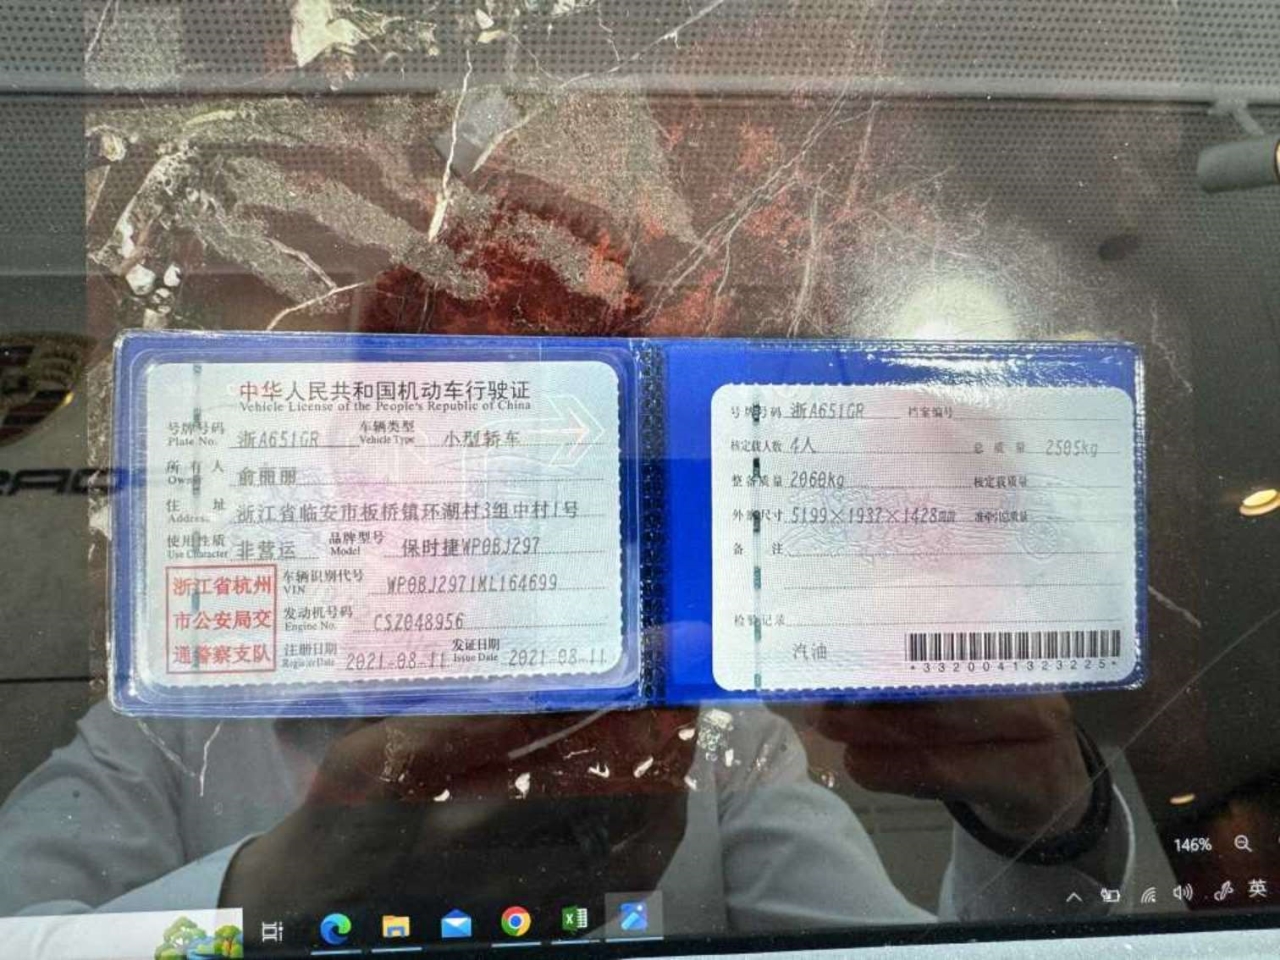 中华人民共和国机动车行驶证
Vehicle License of the People's Republic of China
号牌号码 浙A651GR 车辆类型 小型轿车
Plate No. Vehicle Type
所有人 俞丽丽
Owner
住址 浙江省临安市板桥镇环湖村3组中村1号
Address
使用性质 非营运 品牌型号 保时捷WP0BJ297
Use Character Model
浙江省杭州
市公安局交
通警察支队
车辆识别代号 WP0BJ2971ML164699
VIN
发动机号码 CSZ048956
Engine No.
注册日期 2021-08-11 发证日期 2021-08-11
Register Date Issue Date
号牌号码 浙A651GR 档案编号
核定载人数 4人 总质量 2505kg
整备质量 2060kg 核定载质量
外廓尺寸 5199×1937×1428mm 准牵引总质量
备注
检验记录
汽油
*3320041323225*
146%
英